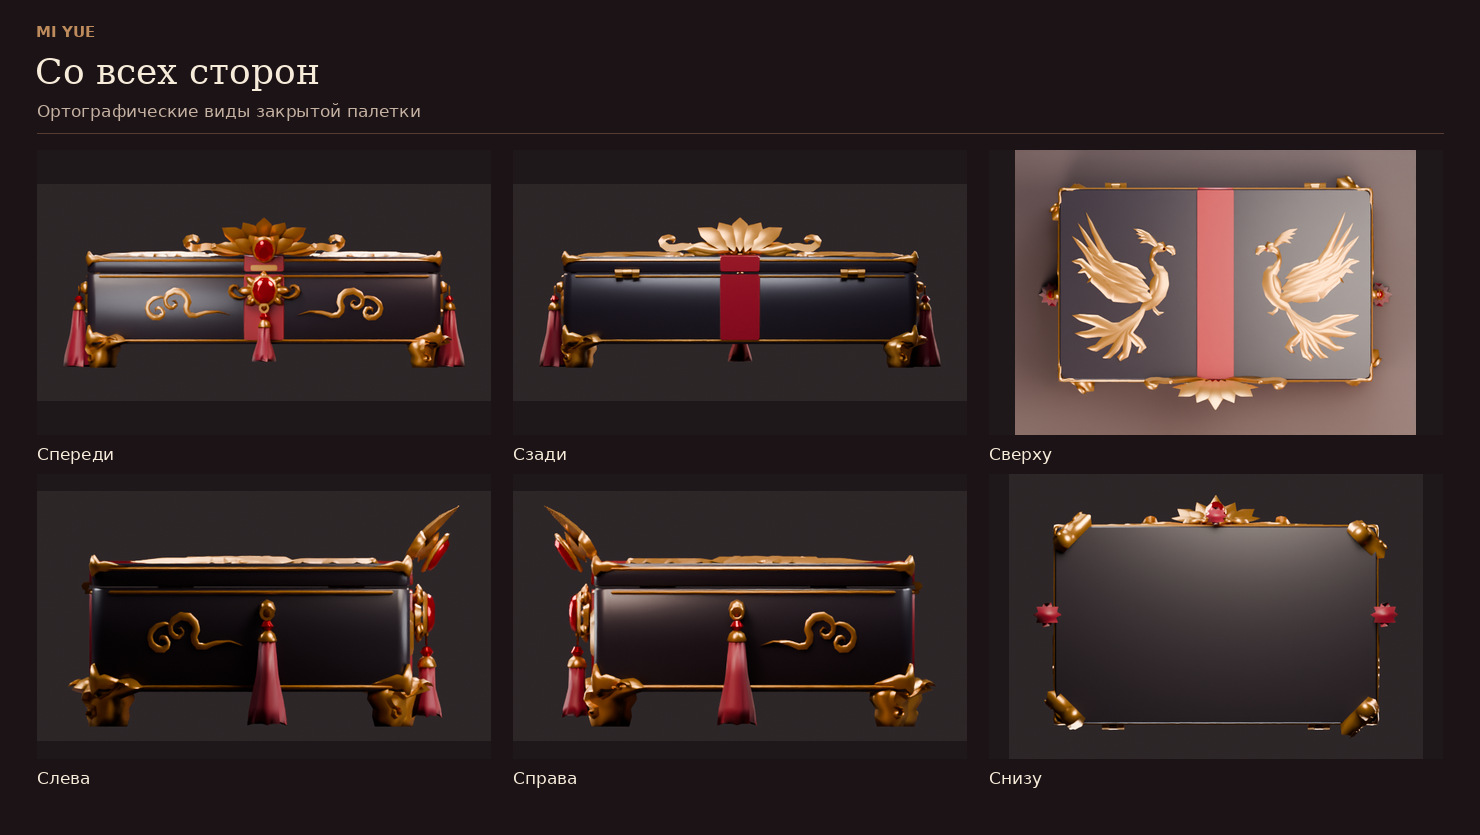 MI YUE
Со всех сторон
Ортографические виды закрытой палетки
Спереди
Сзади
Сверху
Слева
Справа
Снизу